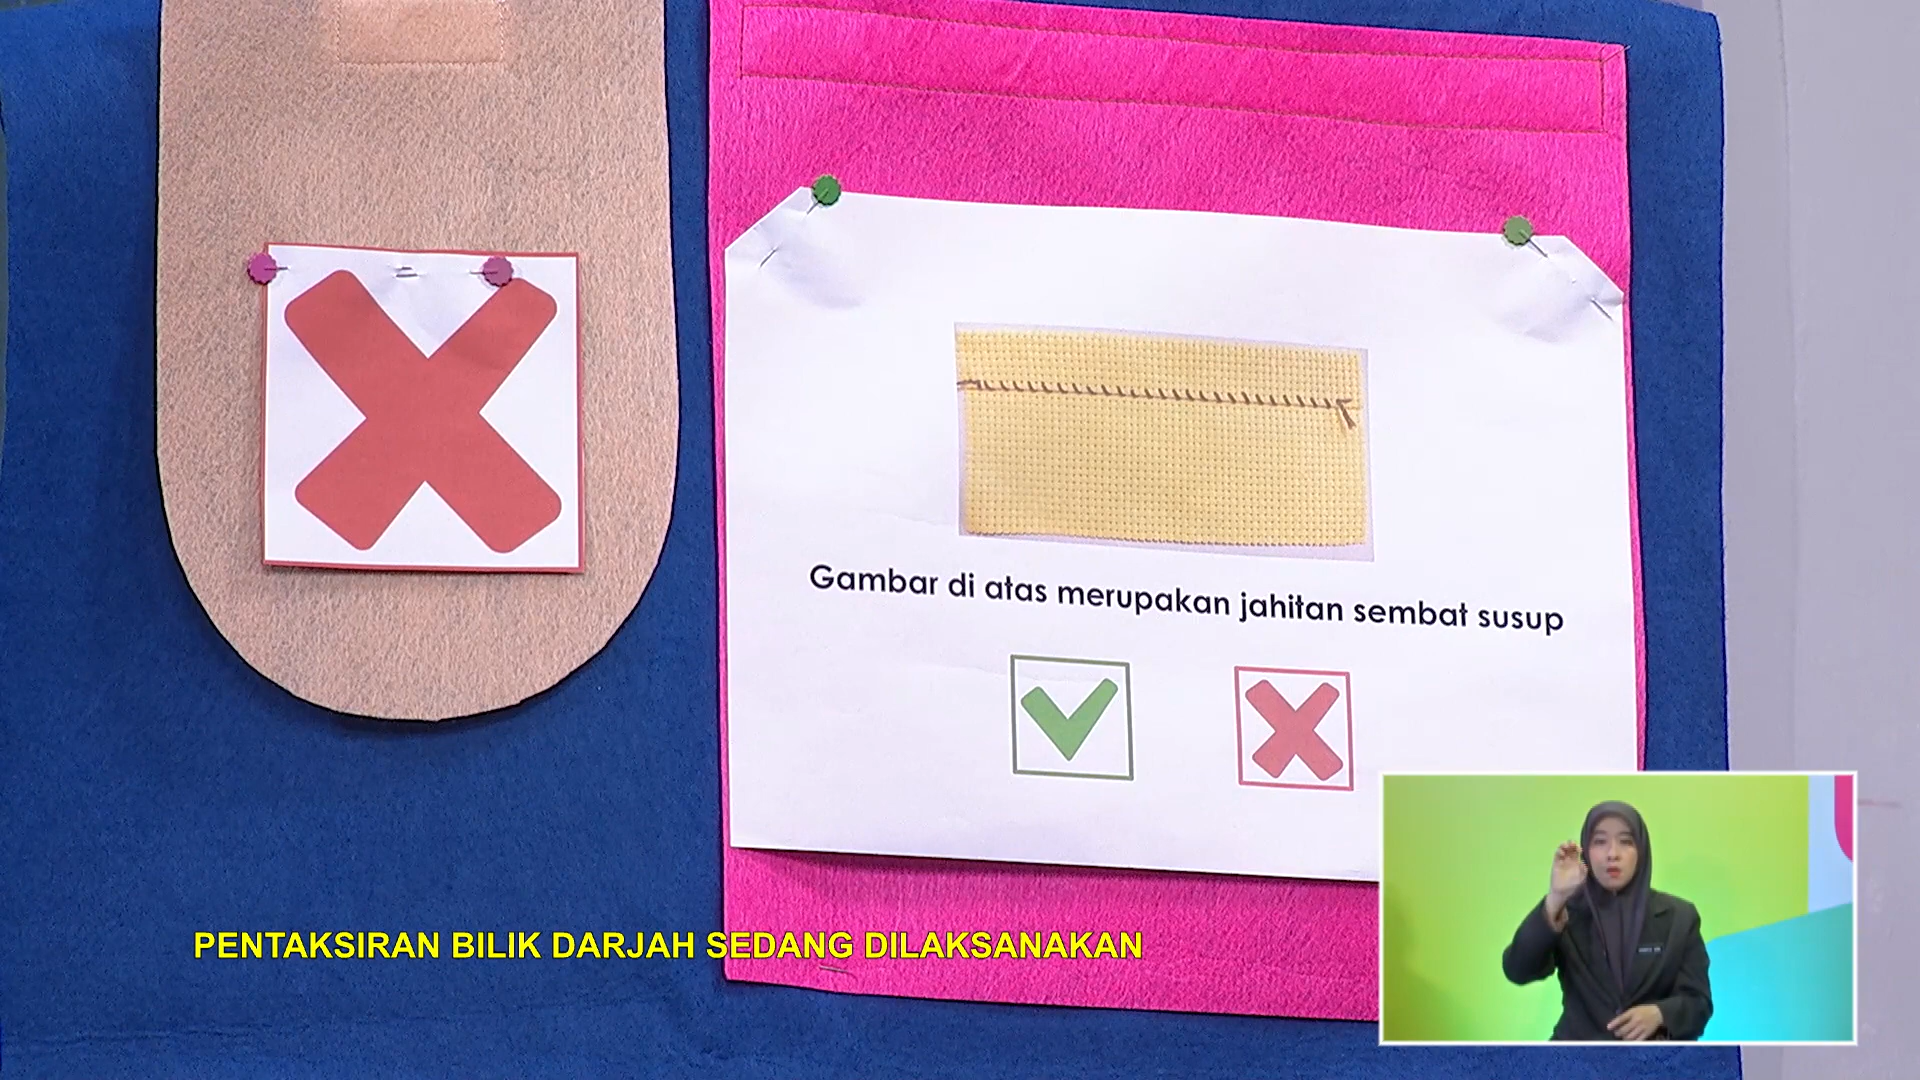 Gambar di atas merupakan jahitan sembat susup
PENTAKSIRAN BILIK DARJAH SEDANG DILAKSANAKAN